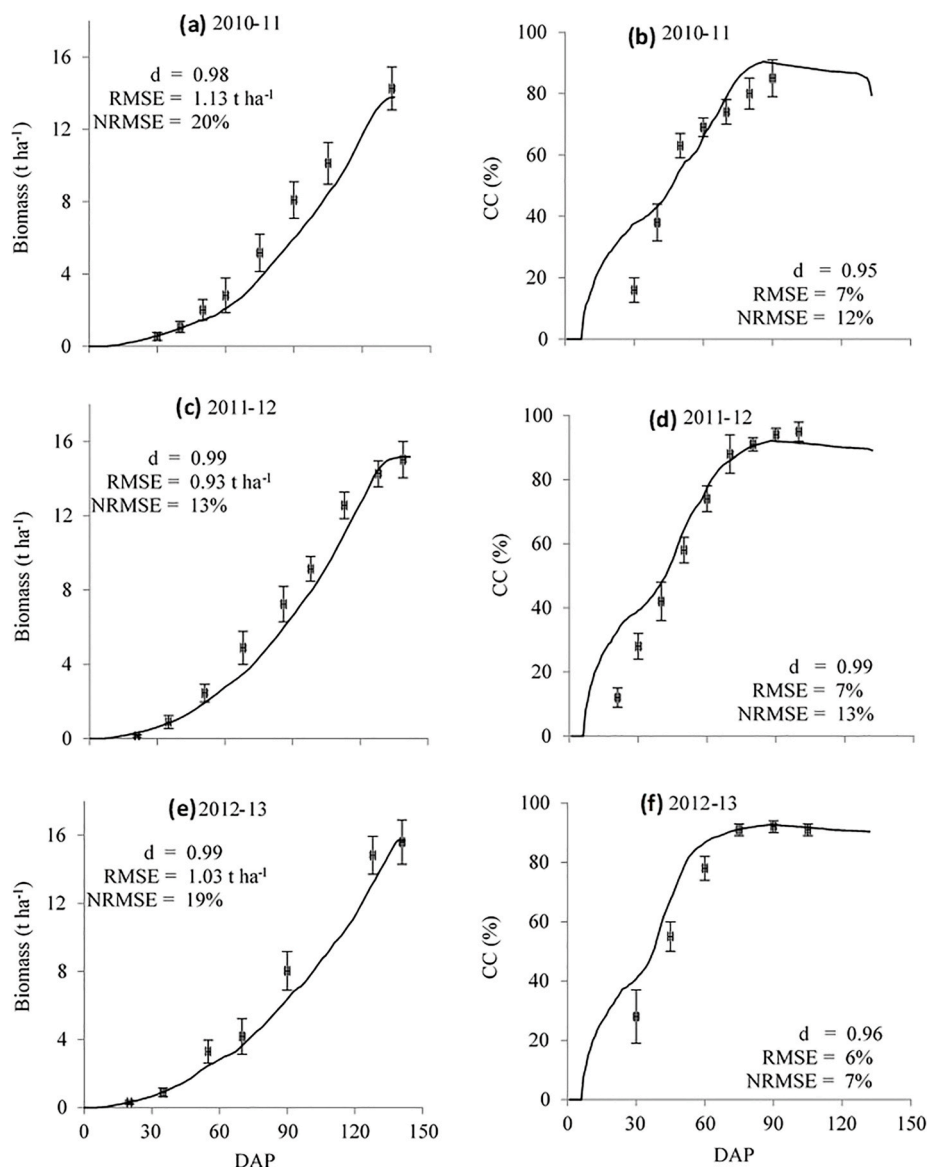 (a) 2010-11
16
12
8
4
0
Biomass (t ha⁻¹)
d = 0.98
RMSE = 1.13 t ha⁻¹
NRMSE = 20%
(b) 2010-11
100
80
60
40
20
0
CC (%)
d = 0.95
RMSE = 7%
NRMSE = 12%
(c) 2011-12
16
12
8
4
0
Biomass (t ha⁻¹)
d = 0.99
RMSE = 0.93 t ha⁻¹
NRMSE = 13%
(d) 2011-12
100
80
60
40
20
0
CC (%)
d = 0.99
RMSE = 7%
NRMSE = 13%
(e) 2012-13
16
12
8
4
0
Biomass (t ha⁻¹)
d = 0.99
RMSE = 1.03 t ha⁻¹
NRMSE = 19%
0 30 60 90 120 150
DAP
(f) 2012-13
100
80
60
40
20
0
CC (%)
d = 0.96
RMSE = 6%
NRMSE = 7%
0 30 60 90 120 150
DAP